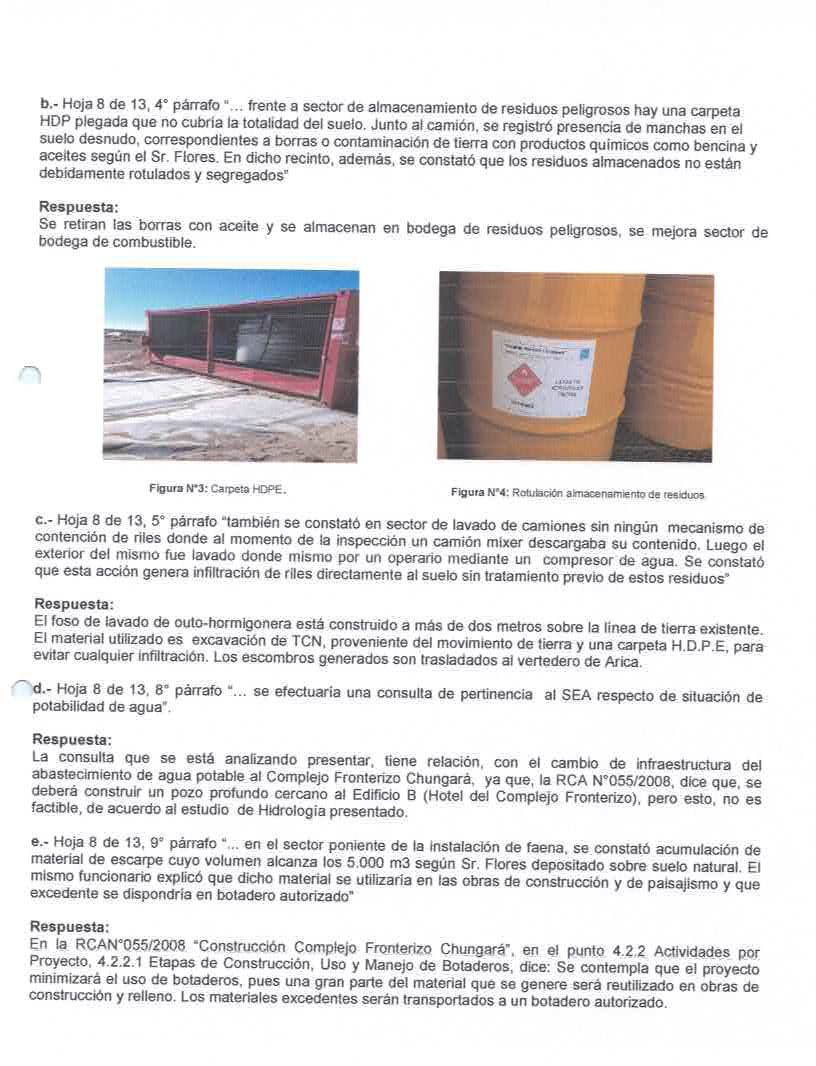 b.- Hoja 8 de 13, 4° párrafo "... frente a sector de almacenamiento de residuos peligrosos hay una carpeta
HDP plegada que no cubría la totalidad del suelo. Junto al camión, se registró presencia de manchas en el
suelo desnudo, correspondientes a borras o contaminación de tierra con productos químicos como bencina y
aceites según el Sr. Flores. En dicho recinto, además, se constató que los residuos almacenados no están
debidamente rotulados y segregados"
Respuesta:
Se retiran las borras con aceite y se almacenan en bodega de residuos peligrosos, se mejora sector de
bodega de combustible.
Figura N°3: Carpeta HDPE.
Figura N°4: Rotulación almacenamiento de residuos.
c.- Hoja 8 de 13, 5° párrafo "también se constató en sector de lavado de camiones sin ningún mecanismo de
contención de riles donde al momento de la inspección un camión mixer descargaba su contenido. Luego el
exterior del mismo fue lavado donde mismo por un operario mediante un compresor de agua. Se constató
que esta acción genera infiltración de riles directamente al suelo sin tratamiento previo de estos residuos"
Respuesta:
El foso de lavado de outo-hormigonera está construido a más de dos metros sobre la línea de tierra existente.
El material utilizado es excavación de TCN, proveniente del movimiento de tierra y una carpeta H.D.P.E, para
evitar cualquier infiltración. Los escombros generados son trasladados al vertedero de Arica.
d.- Hoja 8 de 13, 8° párrafo "... se efectuaría una consulta de pertinencia al SEA respecto de situación de
potabilidad de agua".
Respuesta:
La consulta que se está analizando presentar, tiene relación, con el cambio de infraestructura del
abastecimiento de agua potable al Complejo Fronterizo Chungará, ya que, la RCA N°055/2008, dice que, se
deberá construir un pozo profundo cercano al Edificio B (Hotel del Complejo Fronterizo), pero esto, no es
factible, de acuerdo al estudio de Hidrología presentado.
e.- Hoja 8 de 13, 9° párrafo "... en el sector poniente de la instalación de faena, se constató acumulación de
material de escarpe cuyo volumen alcanza los 5.000 m3 según Sr. Flores depositado sobre suelo natural. El
mismo funcionario explicó que dicho material se utilizaría en las obras de construcción y de paisajismo y que
excedente se dispondría en botadero autorizado"
Respuesta:
En la RCAN°055/2008 "Construcción Complejo Fronterizo Chungará", en el punto 4.2.2 Actividades por
Proyecto, 4.2.2.1 Etapas de Construcción, Uso y Manejo de Botaderos, dice: Se contempla que el proyecto
minimizará el uso de botaderos, pues una gran parte del material que se genere será reutilizado en obras de
construcción y relleno. Los materiales excedentes serán transportados a un botadero autorizado.